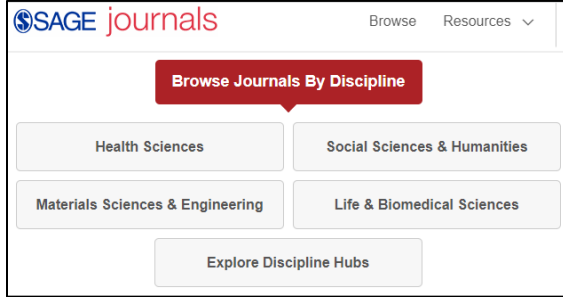 SAGE journals Browse Resources
Browse Journals By Discipline
Health Sciences Social Sciences & Humanities
Materials Sciences & Engineering Life & Biomedical Sciences
Explore Discipline Hubs